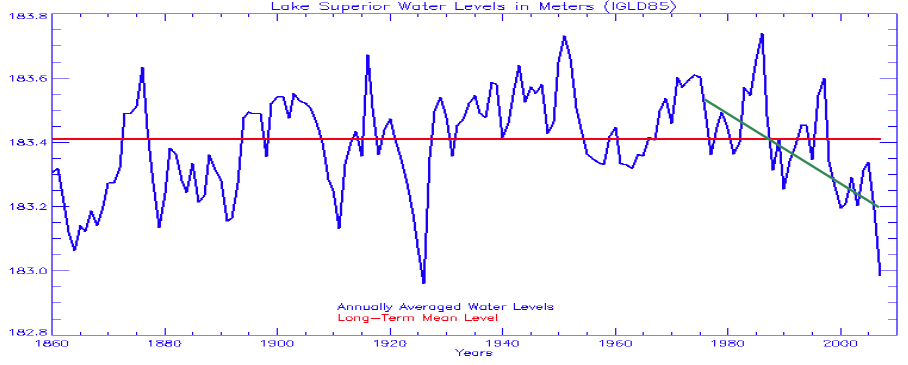 Lake Superior Water Levels in Meters (IGLD85)
183.8
183.6
183.4
183.2
183.0
182.8
Annually Averaged Water Levels
Long-Term Mean Level
1860 1880 1900 1920 1940 1960 1980 2000
Years